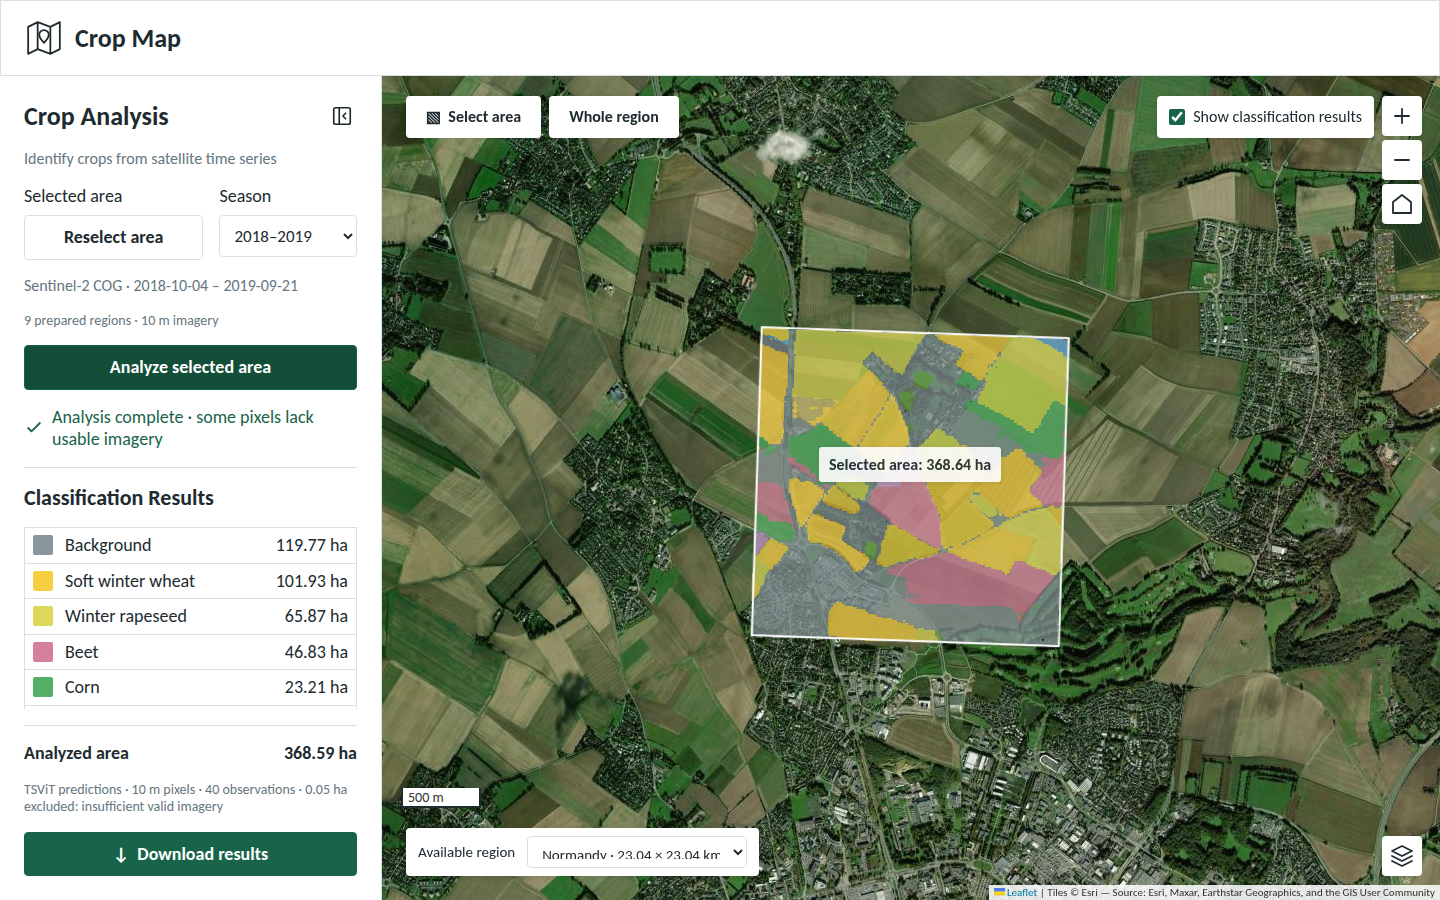 Crop Map
Crop Analysis
Identify crops from satellite time series
Selected area
Season
Reselect area
2018–2019
Sentinel-2 COG · 2018-10-04 – 2019-09-21
9 prepared regions · 10 m imagery
Analyze selected area
Analysis complete · some pixels lack
usable imagery
Classification Results
Background 119.77 ha
Soft winter wheat 101.93 ha
Winter rapeseed 65.87 ha
Beet 46.83 ha
Corn 23.21 ha
Analyzed area 368.59 ha
TSViT predictions · 10 m pixels · 40 observations · 0.05 ha
excluded: insufficient valid imagery
Download results
Select area
Whole region
Show classification results
Selected area: 368.64 ha
500 m
Available region
Normandy · 23.04 × 23.04 km
Leaflet | Tiles © Esri — Source: Esri, Maxar, Earthstar Geographics, and the GIS User Community